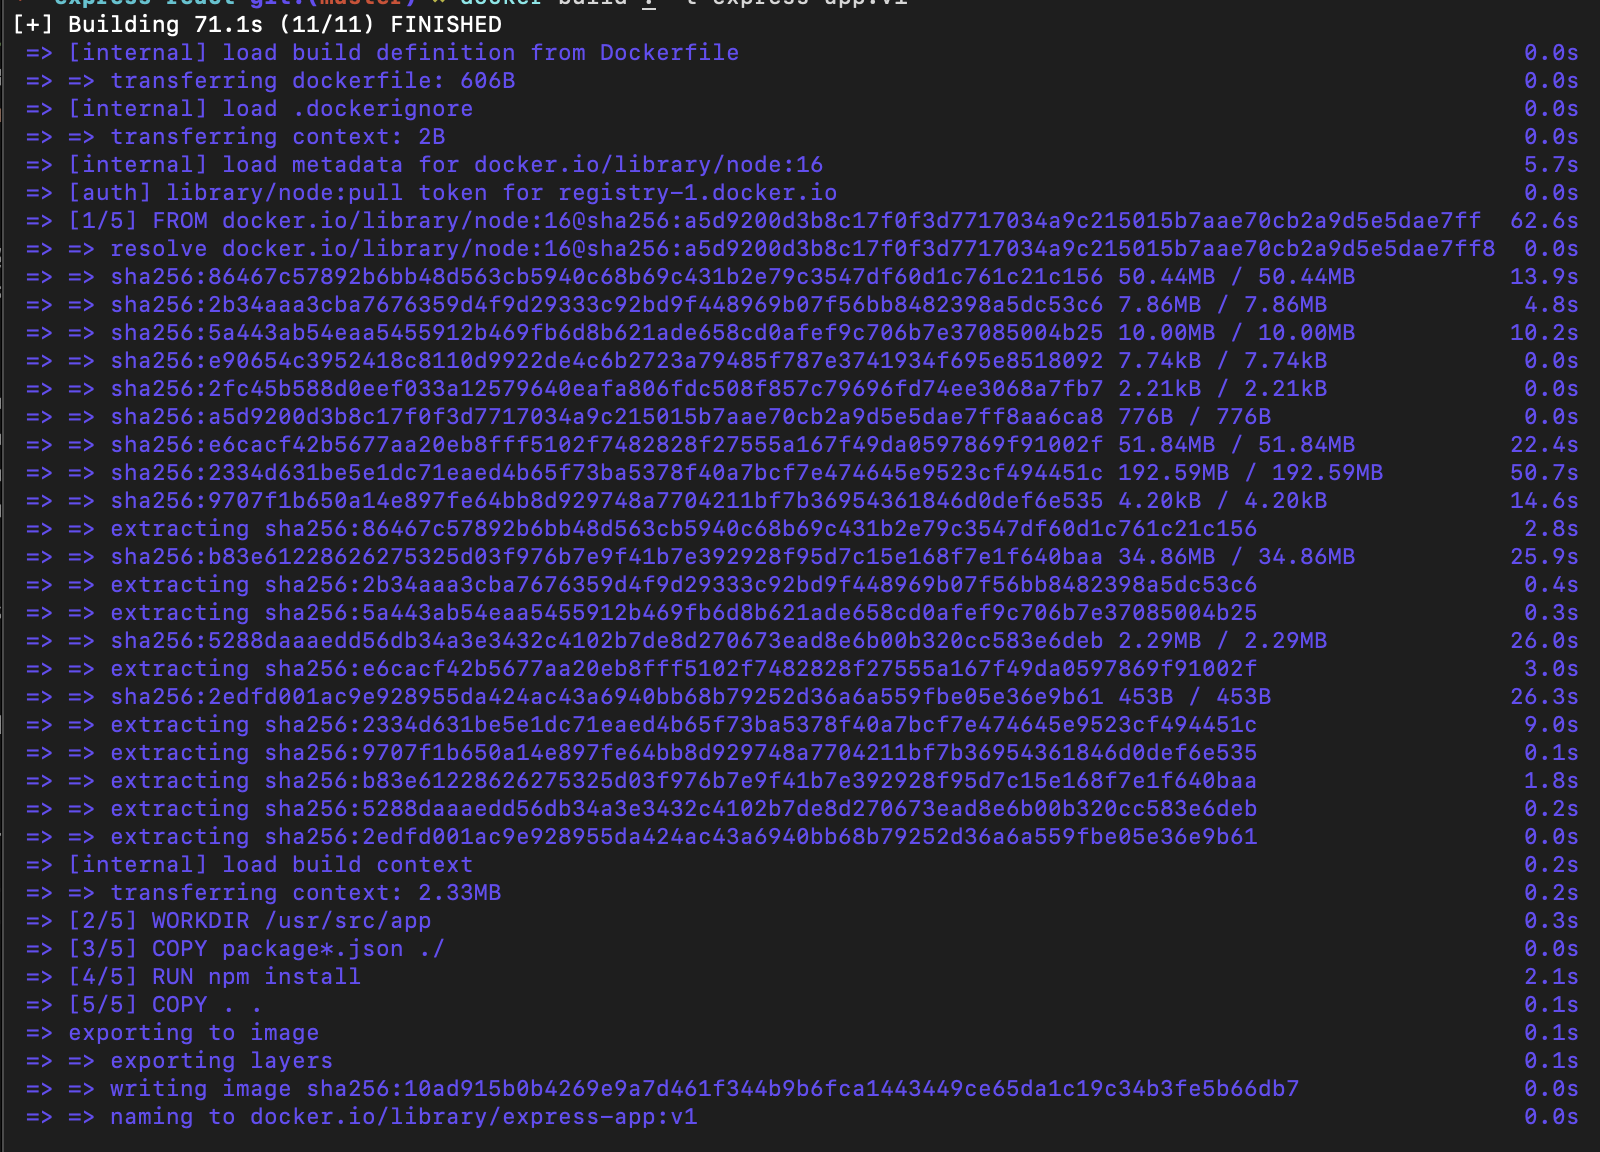 express-react git:(master) docker build . -t express-app:v1
[+] Building 71.1s (11/11) FINISHED
=> [internal] load build definition from Dockerfile 0.0s
=> => transferring dockerfile: 606B 0.0s
=> [internal] load .dockerignore 0.0s
=> => transferring context: 2B 0.0s
=> [internal] load metadata for docker.io/library/node:16 5.7s
=> [auth] library/node:pull token for registry-1.docker.io 0.0s
=> [1/5] FROM docker.io/library/node:16@sha256:a5d9200d3b8c17f0f3d7717034a9c215015b7aae70cb2a9d5e5dae7ff 62.6s
=> => resolve docker.io/library/node:16@sha256:a5d9200d3b8c17f0f3d7717034a9c215015b7aae70cb2a9d5e5dae7ff8 0.0s
=> => sha256:86467c57892b6bb48d563cb5940c68b69c431b2e79c3547df60d1c761c21c156 50.44MB / 50.44MB 13.9s
=> => sha256:2b34aaa3cba7676359d4f9d29333c92bd9f448969b07f56bb8482398a5dc53c6 7.86MB / 7.86MB 4.8s
=> => sha256:5a443ab54eaa5455912b469fb6d8b621ade658cd0afef9c706b7e37085004b25 10.00MB / 10.00MB 10.2s
=> => sha256:e90654c3952418c8110d9922de4c6b2723a79485f787e3741934f695e8518092 7.74kB / 7.74kB 0.0s
=> => sha256:2fc45b588d0eef033a12579640eafa806fdc508f857c79696fd74ee3068a7fb7 2.21kB / 2.21kB 0.0s
=> => sha256:a5d9200d3b8c17f0f3d7717034a9c215015b7aae70cb2a9d5e5dae7ff8aa6ca8 776B / 776B 0.0s
=> => sha256:e6cacf42b5677aa20eb8fff5102f7482828f27555a167f49da0597869f91002f 51.84MB / 51.84MB 22.4s
=> => sha256:2334d631be5e1dc71eaed4b65f73ba5378f40a7bcf7e474645e9523cf494451c 192.59MB / 192.59MB 50.7s
=> => sha256:9707f1b650a14e897fe64bb8d929748a7704211bf7b36954361846d0def6e535 4.20kB / 4.20kB 14.6s
=> => extracting sha256:86467c57892b6bb48d563cb5940c68b69c431b2e79c3547df60d1c761c21c156 2.8s
=> => sha256:b83e61228626275325d03f976b7e9f41b7e392928f95d7c15e168f7e1f640baa 34.86MB / 34.86MB 25.9s
=> => extracting sha256:2b34aaa3cba7676359d4f9d29333c92bd9f448969b07f56bb8482398a5dc53c6 0.4s
=> => extracting sha256:5a443ab54eaa5455912b469fb6d8b621ade658cd0afef9c706b7e37085004b25 0.3s
=> => sha256:5288daaaedd56db34a3e3432c4102b7de8d270673ead8e6b00b320cc583e6deb 2.29MB / 2.29MB 26.0s
=> => extracting sha256:e6cacf42b5677aa20eb8fff5102f7482828f27555a167f49da0597869f91002f 3.0s
=> => sha256:2edfd001ac9e928955da424ac43a6940bb68b79252d36a6a559fbe05e36e9b61 453B / 453B 26.3s
=> => extracting sha256:2334d631be5e1dc71eaed4b65f73ba5378f40a7bcf7e474645e9523cf494451c 9.0s
=> => extracting sha256:9707f1b650a14e897fe64bb8d929748a7704211bf7b36954361846d0def6e535 0.1s
=> => extracting sha256:b83e61228626275325d03f976b7e9f41b7e392928f95d7c15e168f7e1f640baa 1.8s
=> => extracting sha256:5288daaaedd56db34a3e3432c4102b7de8d270673ead8e6b00b320cc583e6deb 0.2s
=> => extracting sha256:2edfd001ac9e928955da424ac43a6940bb68b79252d36a6a559fbe05e36e9b61 0.0s
=> [internal] load build context 0.2s
=> => transferring context: 2.33MB 0.2s
=> [2/5] WORKDIR /usr/src/app 0.3s
=> [3/5] COPY package*.json ./ 0.0s
=> [4/5] RUN npm install 2.1s
=> [5/5] COPY . . 0.1s
=> exporting to image 0.1s
=> => exporting layers 0.1s
=> => writing image sha256:10ad915b0b4269e9a7d461f344b9b6fca1443449ce65da1c19c34b3fe5b66db7 0.0s
=> => naming to docker.io/library/express-app:v1 0.0s